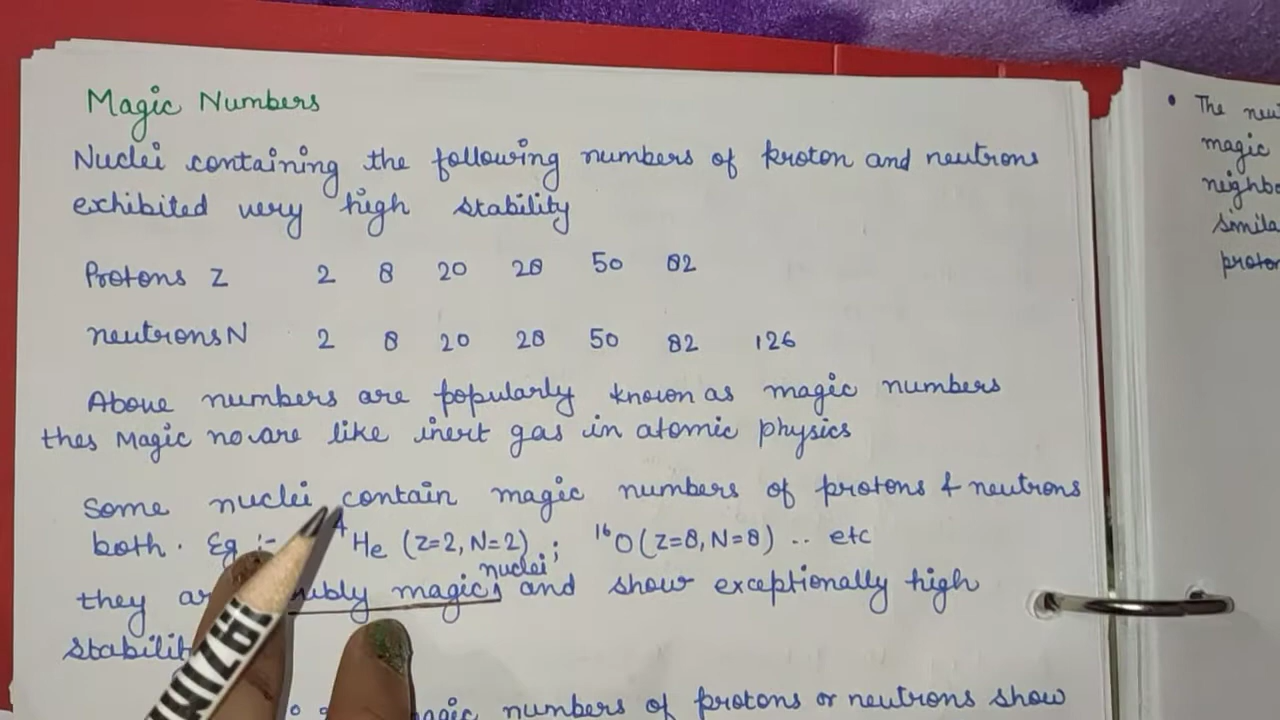 Magic Numbers
Nuclei containing the following numbers of proton and neutrons
exhibited very high stability
Protons Z 2 8 20 28 50 82
neutrons N 2 8 20 28 50 82 126
Above numbers are popularly known as magic numbers
thes Magic no. are like inert gas in atomic physics
Some nuclei contain magic numbers of protons & neutrons
both. Eg :- ⁴He (Z=2, N=2) ; ¹⁶O (Z=8, N=8) .. etc
nuclei
they magic and show exceptionally high
magic numbers of protons or neutrons show
• The
magic